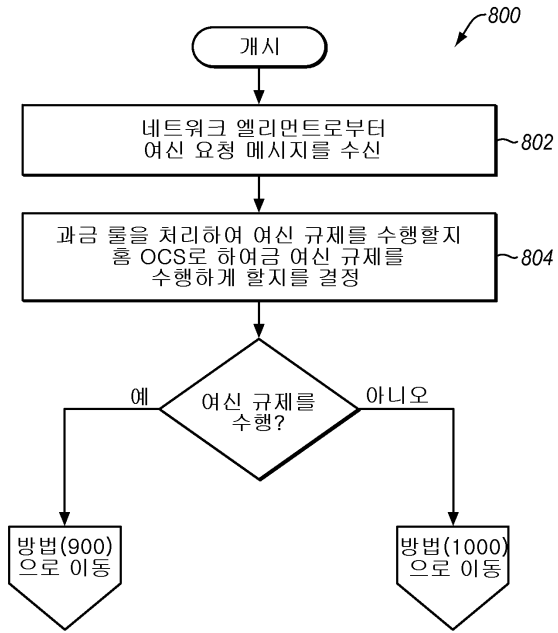 800
개시
네트워크 엘리먼트로부터
여신 요청 메시지를 수신
802
과금 룰을 처리하여 여신 규제를 수행할지
홈 OCS로 하여금 여신 규제를
수행하게 할지를 결정
804
예
여신 규제를
수행?
아니오
방법(900)
으로 이동
방법(1000)
으로 이동